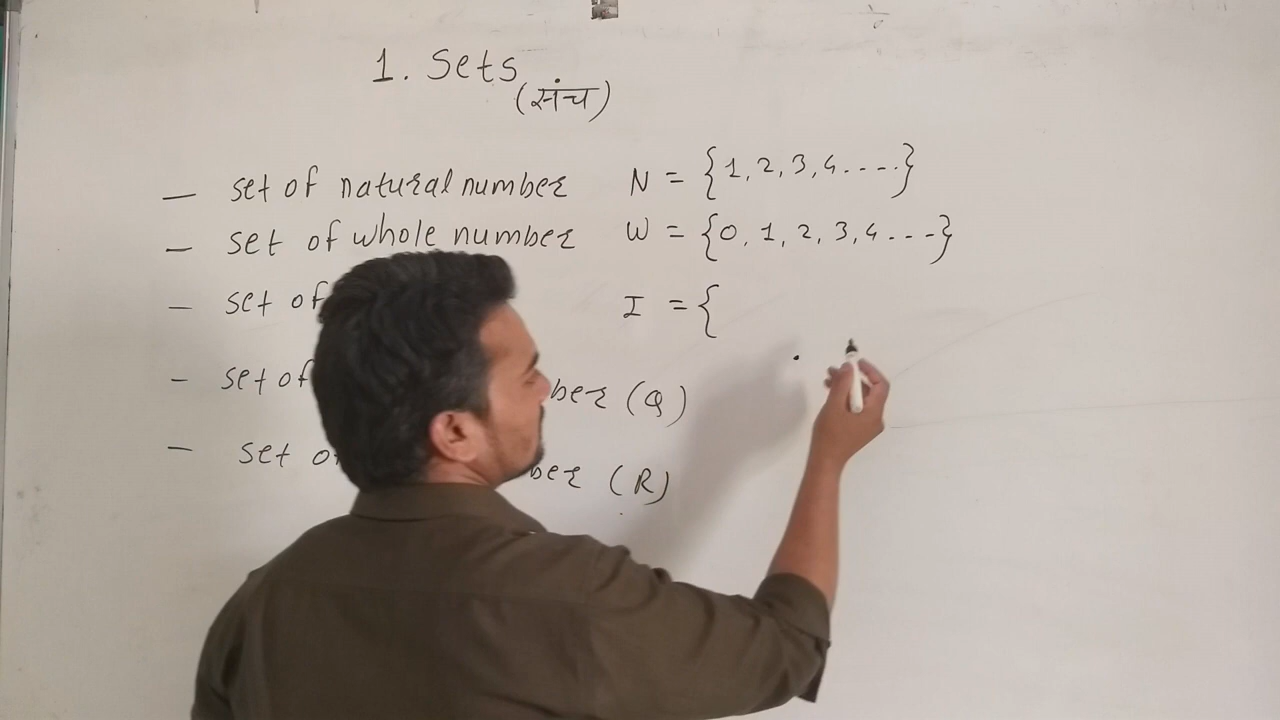 1. Sets
(संच)
— set of natural number N = {1, 2, 3, 4 . - - - .}
— set of whole number W = {0, 1, 2, 3, 4 . - - -}
— set of I = {
— set of ber (Q)
— set of ber (R)